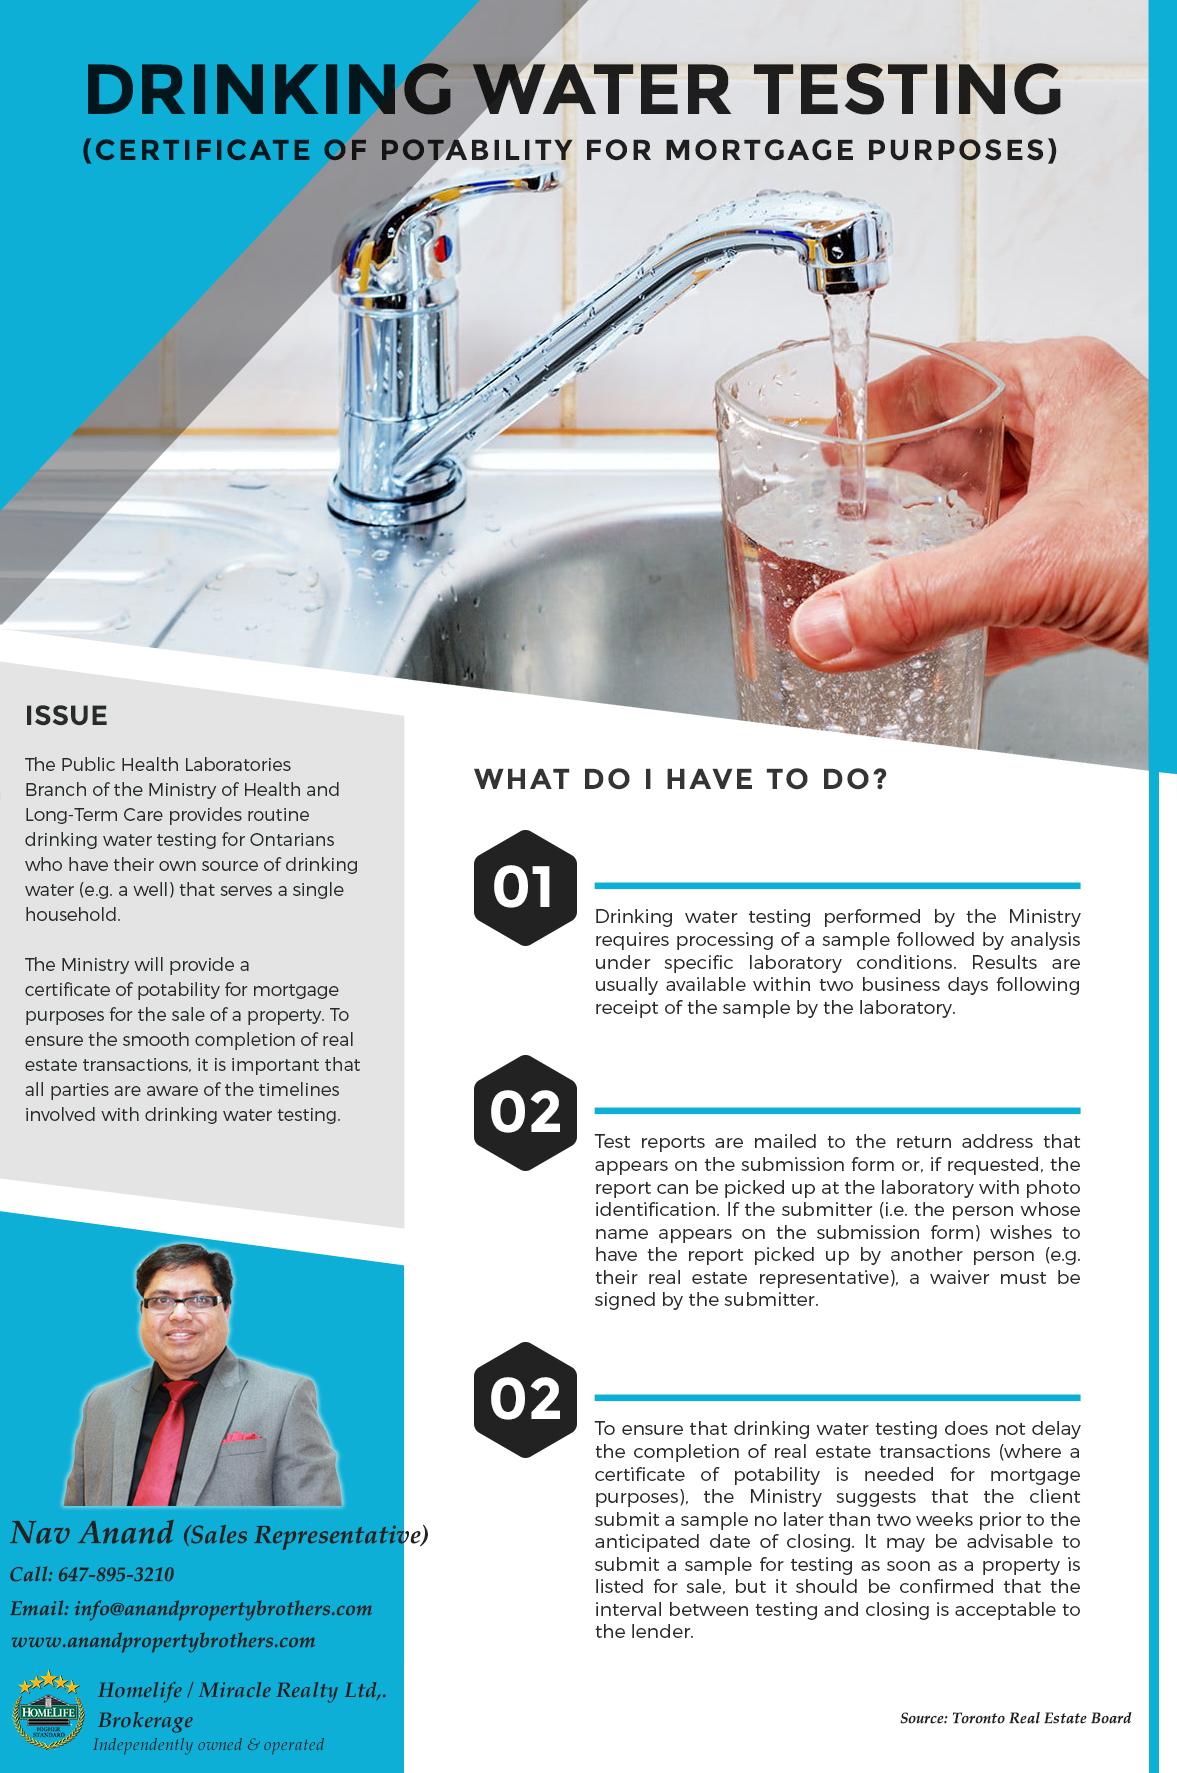 DRINKING WATER TESTING
(CERTIFICATE OF POTABILITY FOR MORTGAGE PURPOSES)
ISSUE
The Public Health Laboratories
Branch of the Ministry of Health and
Long-Term Care provides routine
drinking water testing for Ontarians
who have their own source of drinking
water (e.g. a well) that serves a single
household.
The Ministry will provide a
certificate of potability for mortgage
purposes for the sale of a property. To
ensure the smooth completion of real
estate transactions, it is important that
all parties are aware of the timelines
involved with drinking water testing.
WHAT DO I HAVE TO DO?
01
Drinking water testing performed by the Ministry
requires processing of a sample followed by analysis
under specific laboratory conditions. Results are
usually available within two business days following
receipt of the sample by the laboratory.
02
Test reports are mailed to the return address that
appears on the submission form or, if requested, the
report can be picked up at the laboratory with photo
identification. If the submitter (i.e. the person whose
name appears on the submission form) wishes to
have the report picked up by another person (e.g.
their real estate representative), a waiver must be
signed by the submitter.
02
To ensure that drinking water testing does not delay
the completion of real estate transactions (where a
certificate of potability is needed for mortgage
purposes), the Ministry suggests that the client
submit a sample no later than two weeks prior to the
anticipated date of closing. It may be advisable to
submit a sample for testing as soon as a property is
listed for sale, but it should be confirmed that the
interval between testing and closing is acceptable to
the lender.
Nav Anand (Sales Representative)
Call: 647-895-3210
Email: info@anandpropertybrothers.com
www.anandpropertybrothers.com
HOMELIFE
HIGHER
STANDARDS
Homelife / Miracle Realty Ltd,.
Brokerage
Independently owned & operated
Source: Toronto Real Estate Board